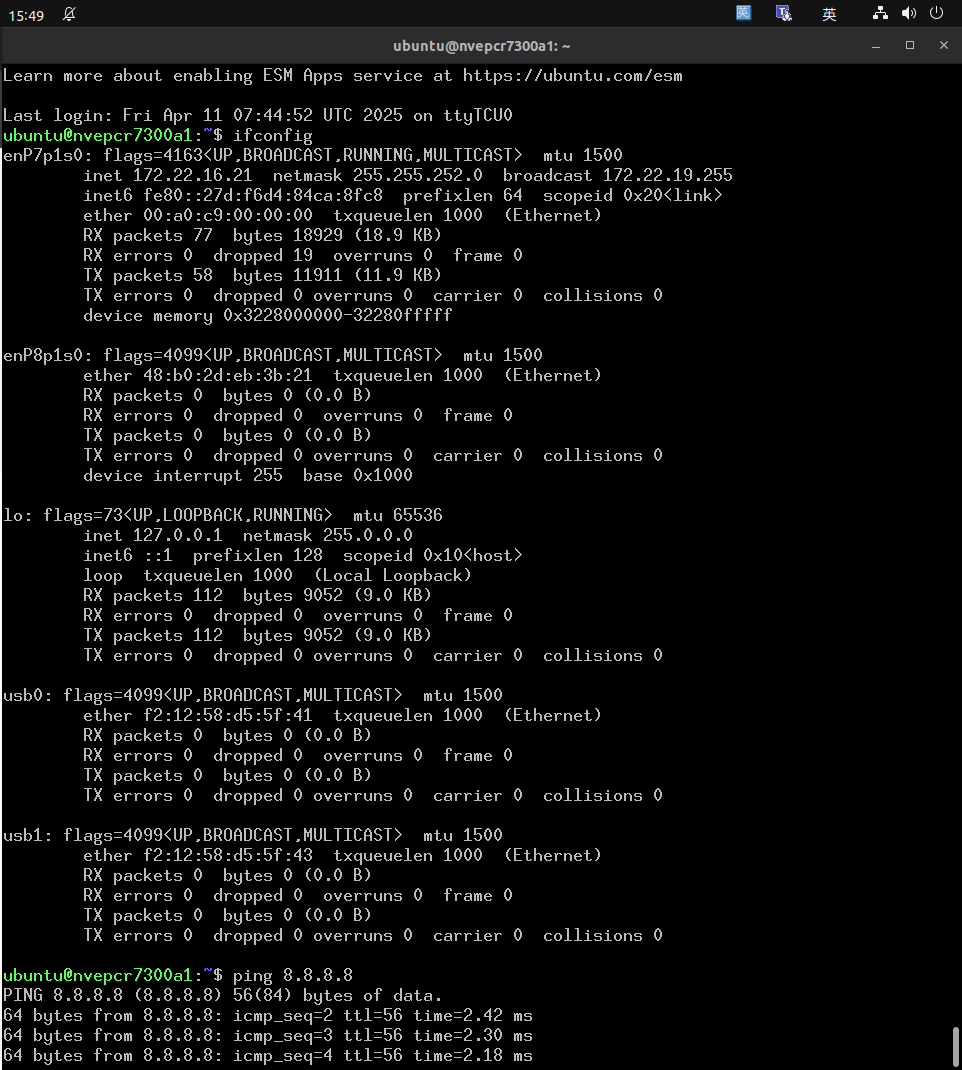 15:49 英 英
ubuntu@nvepcr7300a1: ~
Learn more about enabling ESM Apps service at https://ubuntu.com/esm
Last login: Fri Apr 11 07:44:52 UTC 2025 on ttyTCU0
ubuntu@nvepcr7300a1:~$ ifconfig
enP7p1s0: flags=4163<UP,BROADCAST,RUNNING,MULTICAST>  mtu 1500
        inet 172.22.16.21  netmask 255.255.252.0  broadcast 172.22.19.255
        inet6 fe80::27d:f6d4:84ca:8fc8  prefixlen 64  scopeid 0x20<link>
        ether 00:a0:c9:00:00:00  txqueuelen 1000  (Ethernet)
        RX packets 77  bytes 18929 (18.9 KB)
        RX errors 0  dropped 19  overruns 0  frame 0
        TX packets 58  bytes 11911 (11.9 KB)
        TX errors 0  dropped 0 overruns 0  carrier 0  collisions 0
        device memory 0x3228000000-32280fffff
enP8p1s0: flags=4099<UP,BROADCAST,MULTICAST>  mtu 1500
        ether 48:b0:2d:eb:3b:21  txqueuelen 1000  (Ethernet)
        RX packets 0  bytes 0 (0.0 B)
        RX errors 0  dropped 0  overruns 0  frame 0
        TX packets 0  bytes 0 (0.0 B)
        TX errors 0  dropped 0 overruns 0  carrier 0  collisions 0
        device interrupt 255  base 0x1000
lo: flags=73<UP,LOOPBACK,RUNNING>  mtu 65536
        inet 127.0.0.1  netmask 255.0.0.0
        inet6 ::1  prefixlen 128  scopeid 0x10<host>
        loop  txqueuelen 1000  (Local Loopback)
        RX packets 112  bytes 9052 (9.0 KB)
        RX errors 0  dropped 0  overruns 0  frame 0
        TX packets 112  bytes 9052 (9.0 KB)
        TX errors 0  dropped 0 overruns 0  carrier 0  collisions 0
usb0: flags=4099<UP,BROADCAST,MULTICAST>  mtu 1500
        ether f2:12:58:d5:5f:41  txqueuelen 1000  (Ethernet)
        RX packets 0  bytes 0 (0.0 B)
        RX errors 0  dropped 0  overruns 0  frame 0
        TX packets 0  bytes 0 (0.0 B)
        TX errors 0  dropped 0 overruns 0  carrier 0  collisions 0
usb1: flags=4099<UP,BROADCAST,MULTICAST>  mtu 1500
        ether f2:12:58:d5:5f:43  txqueuelen 1000  (Ethernet)
        RX packets 0  bytes 0 (0.0 B)
        RX errors 0  dropped 0  overruns 0  frame 0
        TX packets 0  bytes 0 (0.0 B)
        TX errors 0  dropped 0 overruns 0  carrier 0  collisions 0
ubuntu@nvepcr7300a1:~$ ping 8.8.8.8
PING 8.8.8.8 (8.8.8.8) 56(84) bytes of data.
64 bytes from 8.8.8.8: icmp_seq=2 ttl=56 time=2.42 ms
64 bytes from 8.8.8.8: icmp_seq=3 ttl=56 time=2.30 ms
64 bytes from 8.8.8.8: icmp_seq=4 ttl=56 time=2.18 ms